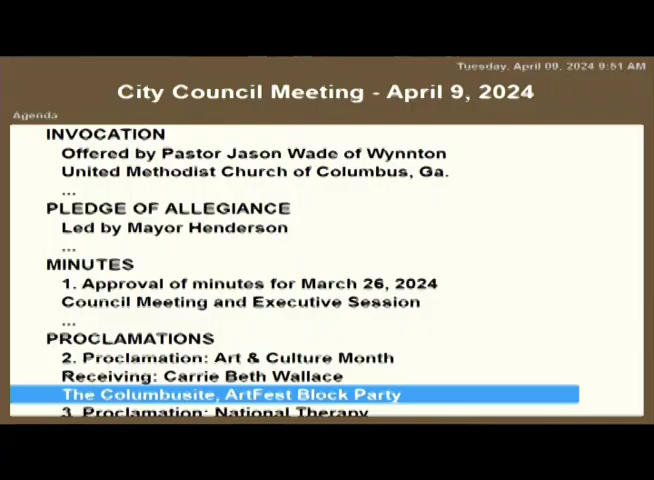 Tuesday, April 09, 2024 9:51 AM
City Council Meeting - April 9, 2024
Agenda
INVOCATION
Offered by Pastor Jason Wade of Wynnton
United Methodist Church of Columbus, Ga.
...
PLEDGE OF ALLEGIANCE
Led by Mayor Henderson
...
MINUTES
1. Approval of minutes for March 26, 2024
Council Meeting and Executive Session
...
PROCLAMATIONS
2. Proclamation: Art & Culture Month
Receiving: Carrie Beth Wallace
The Columbusite, ArtFest Block Party
3. Proclamation: National Therapy